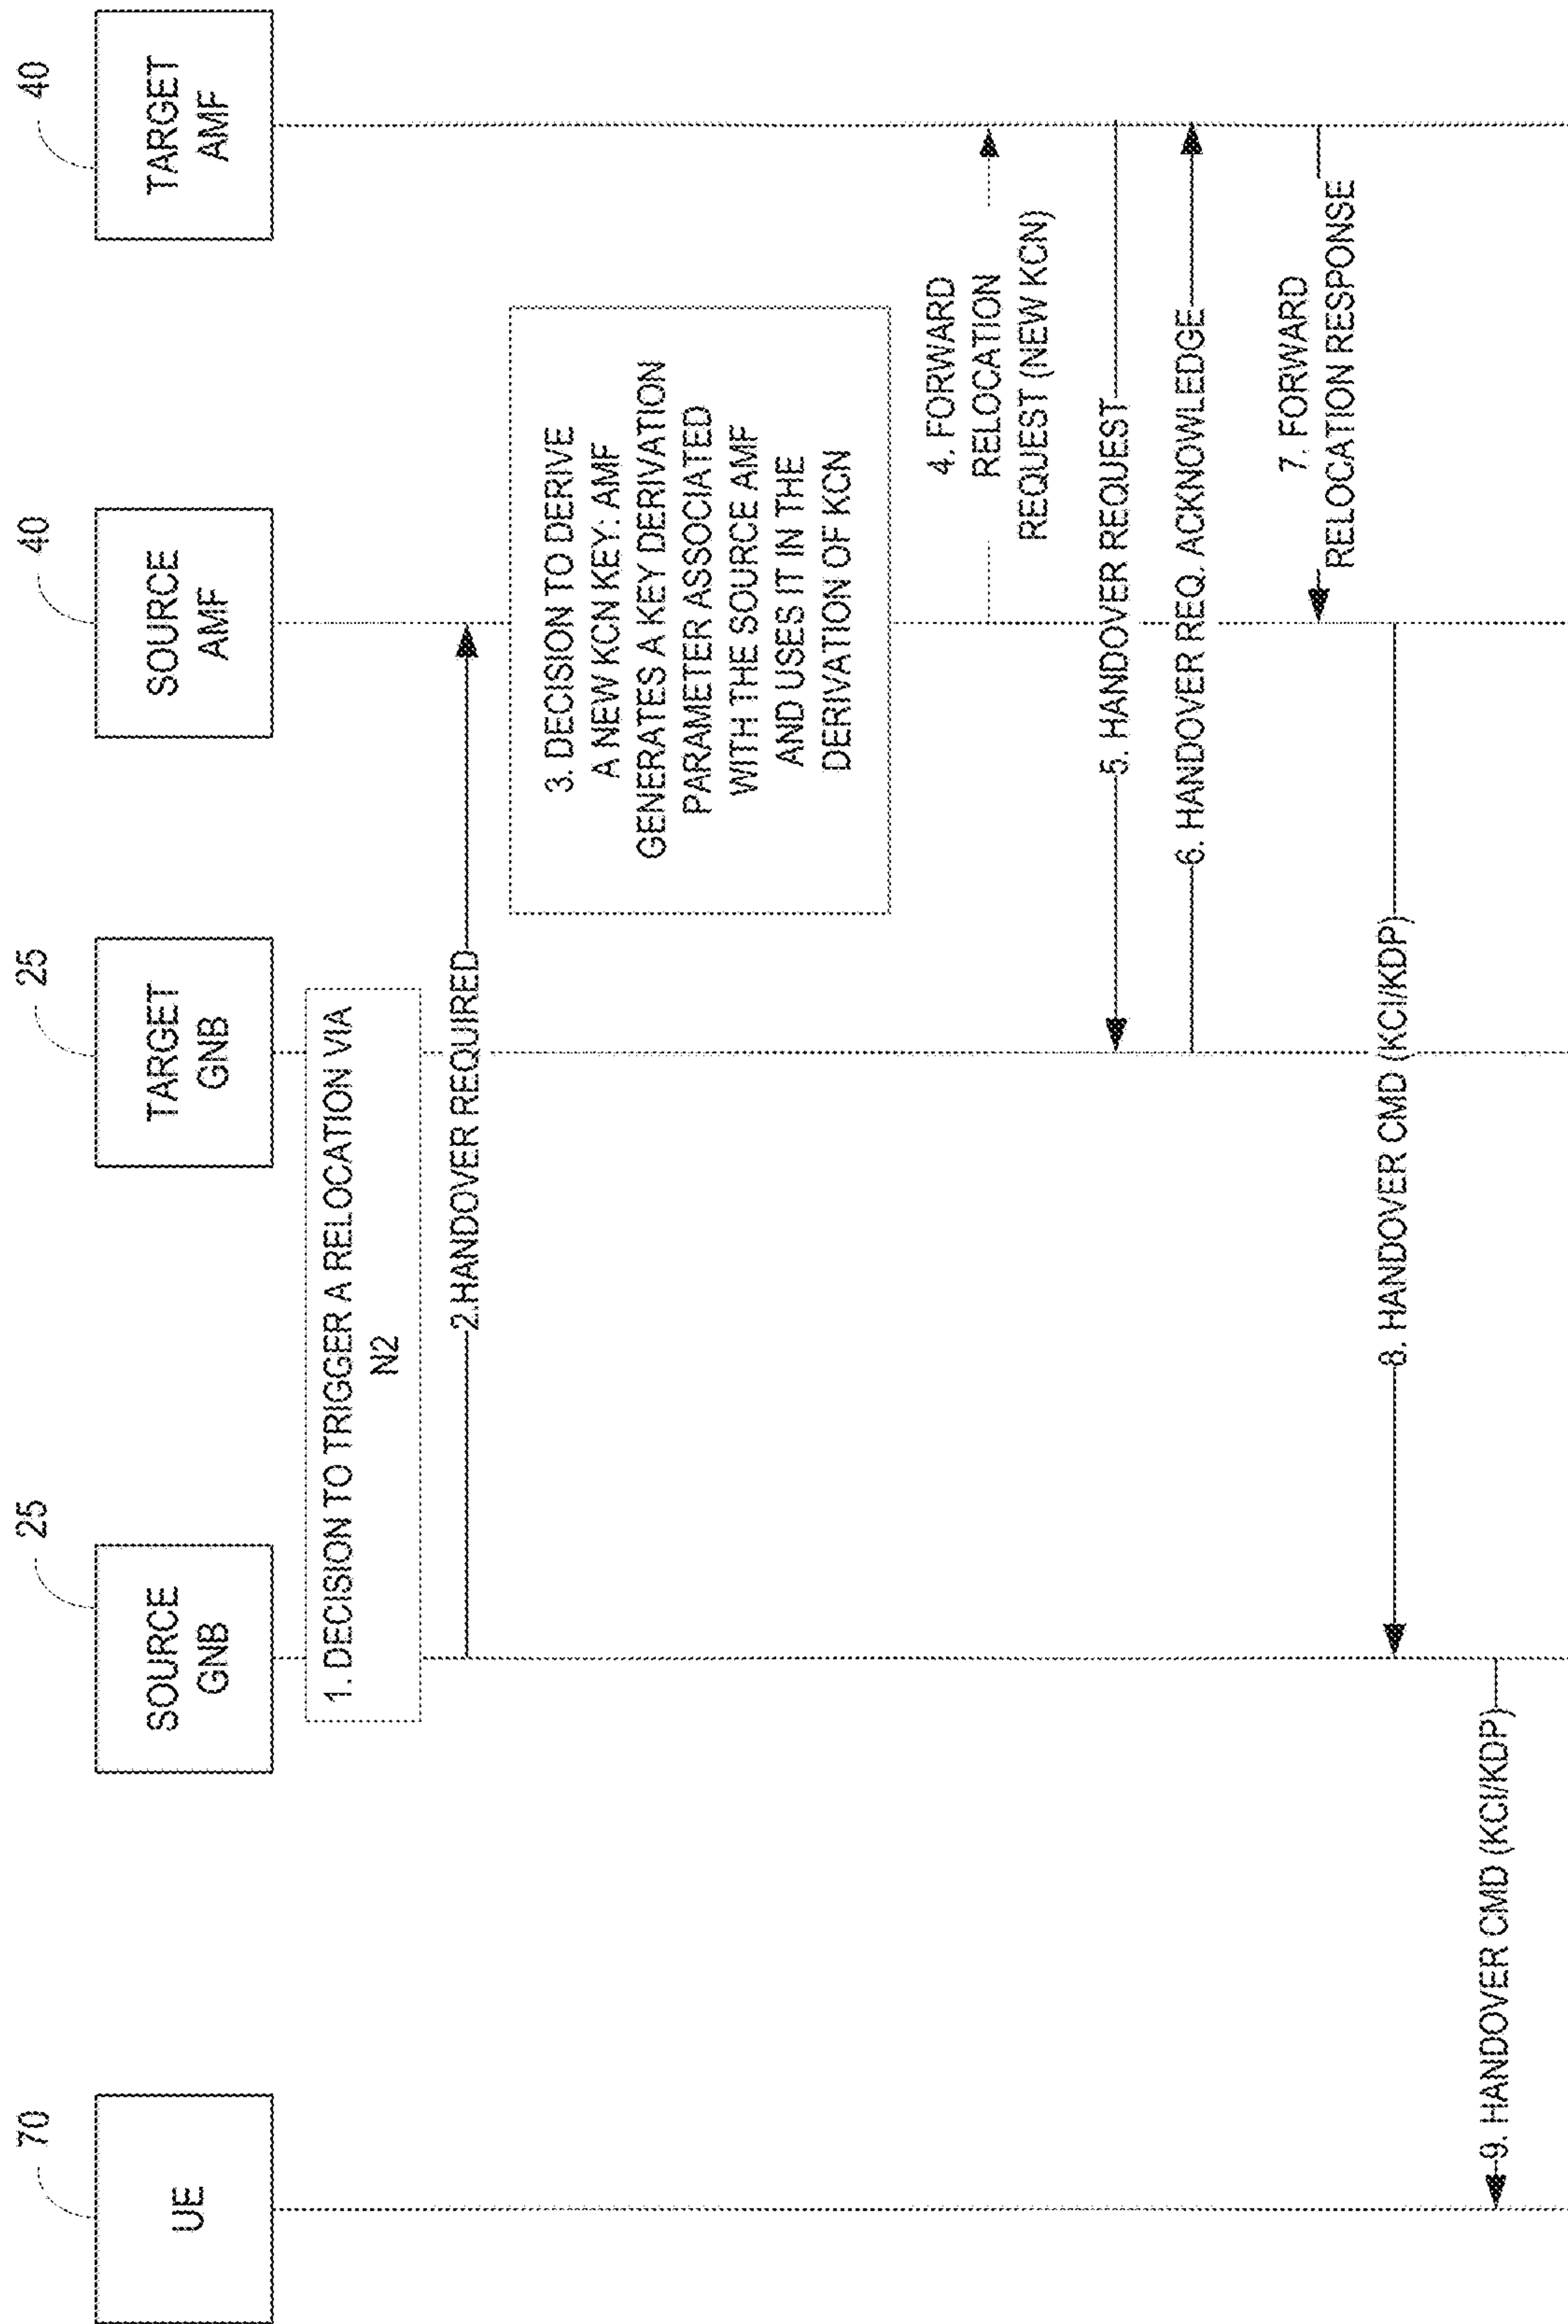 70
UE
25
SOURCE
GNB
25
TARGET
GNB
40
SOURCE
AMF
40
TARGET
AMF
1. DECISION TO TRIGGER A RELOCATION VIA
N2
2.HANDOVER REQUIRED
3. DECISION TO DERIVE
A NEW KCN KEY: AMF
GENERATES A KEY DERIVATION
PARAMETER ASSOCIATED
WITH THE SOURCE AMF
AND USES IT IN THE
DERIVATION OF KCN
4. FORWARD
RELOCATION
REQUEST (NEW KCN)
5. HANDOVER REQUEST
6. HANDOVER REQ. ACKNOWLEDGE
7. FORWARD
RELOCATION RESPONSE
8. HANDOVER CMD (KCI/KDP)
9. HANDOVER CMD (KCI/KDP)